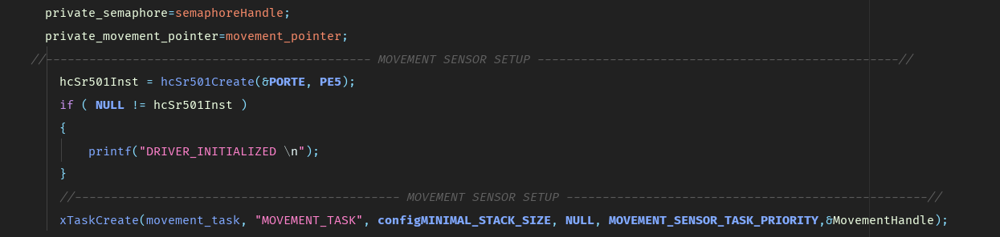 private_semaphore=semaphoreHandle;
private_movement_pointer=movement_pointer;
//--------------------------------------------- MOVEMENT SENSOR SETUP --------------------------------------------------//
hcSr501Inst = hcSr501Create(&PORTE, PE5);
if ( NULL != hcSr501Inst )
{
printf("DRIVER_INITIALIZED \n");
}
//--------------------------------------------- MOVEMENT SENSOR SETUP --------------------------------------------------//
xTaskCreate(movement_task, "MOVEMENT_TASK", configMINIMAL_STACK_SIZE, NULL, MOVEMENT_SENSOR_TASK_PRIORITY,&MovementHandle);